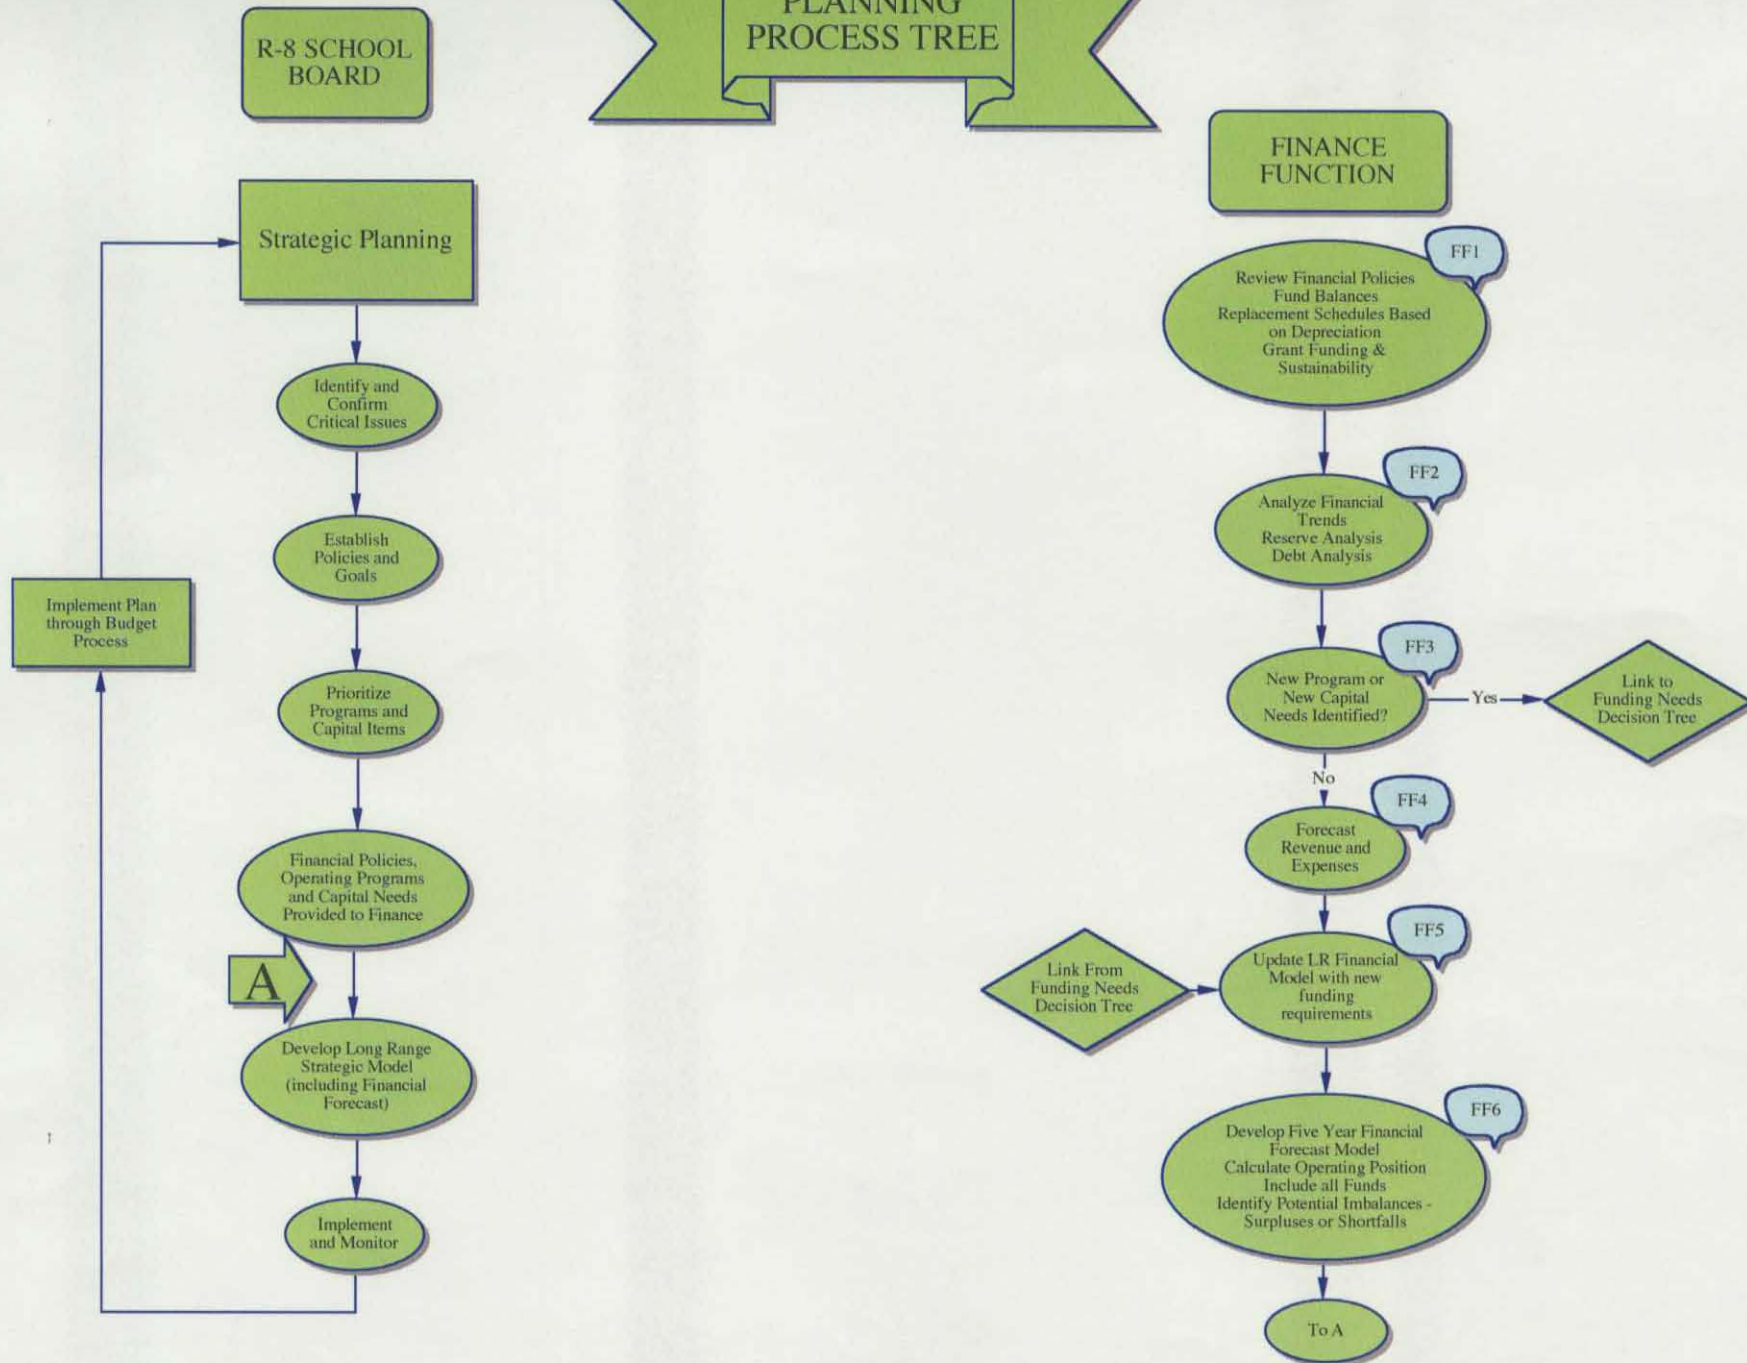 PLANNING
PROCESS TREE
R-8 SCHOOL
BOARD
Strategic Planning
Identify and
Confirm
Critical Issues
Establish
Policies and
Goals
Implement Plan
through Budget
Process
Prioritize
Programs and
Capital Items
Financial Policies,
Operating Programs
and Capital Needs
Provided to Finance
A
Develop Long Range
Strategic Model
(including Financial
Forecast)
Implement
and Monitor
FINANCE
FUNCTION
FF1
Review Financial Policies
Fund Balances
Replacement Schedules Based
on Depreciation
Grant Funding &
Sustainability
FF2
Analyze Financial
Trends
Reserve Analysis
Debt Analysis
FF3
New Program or
New Capital
Needs Identified?
Yes
Link to
Funding Needs
Decision Tree
No
FF4
Forecast
Revenue and
Expenses
FF5
Link From
Funding Needs
Decision Tree
Update LR Financial
Model with new
funding
requirements
FF6
Develop Five Year Financial
Forecast Model
Calculate Operating Position
Include all Funds
Identify Potential Imbalances -
Surpluses or Shortfalls
To A